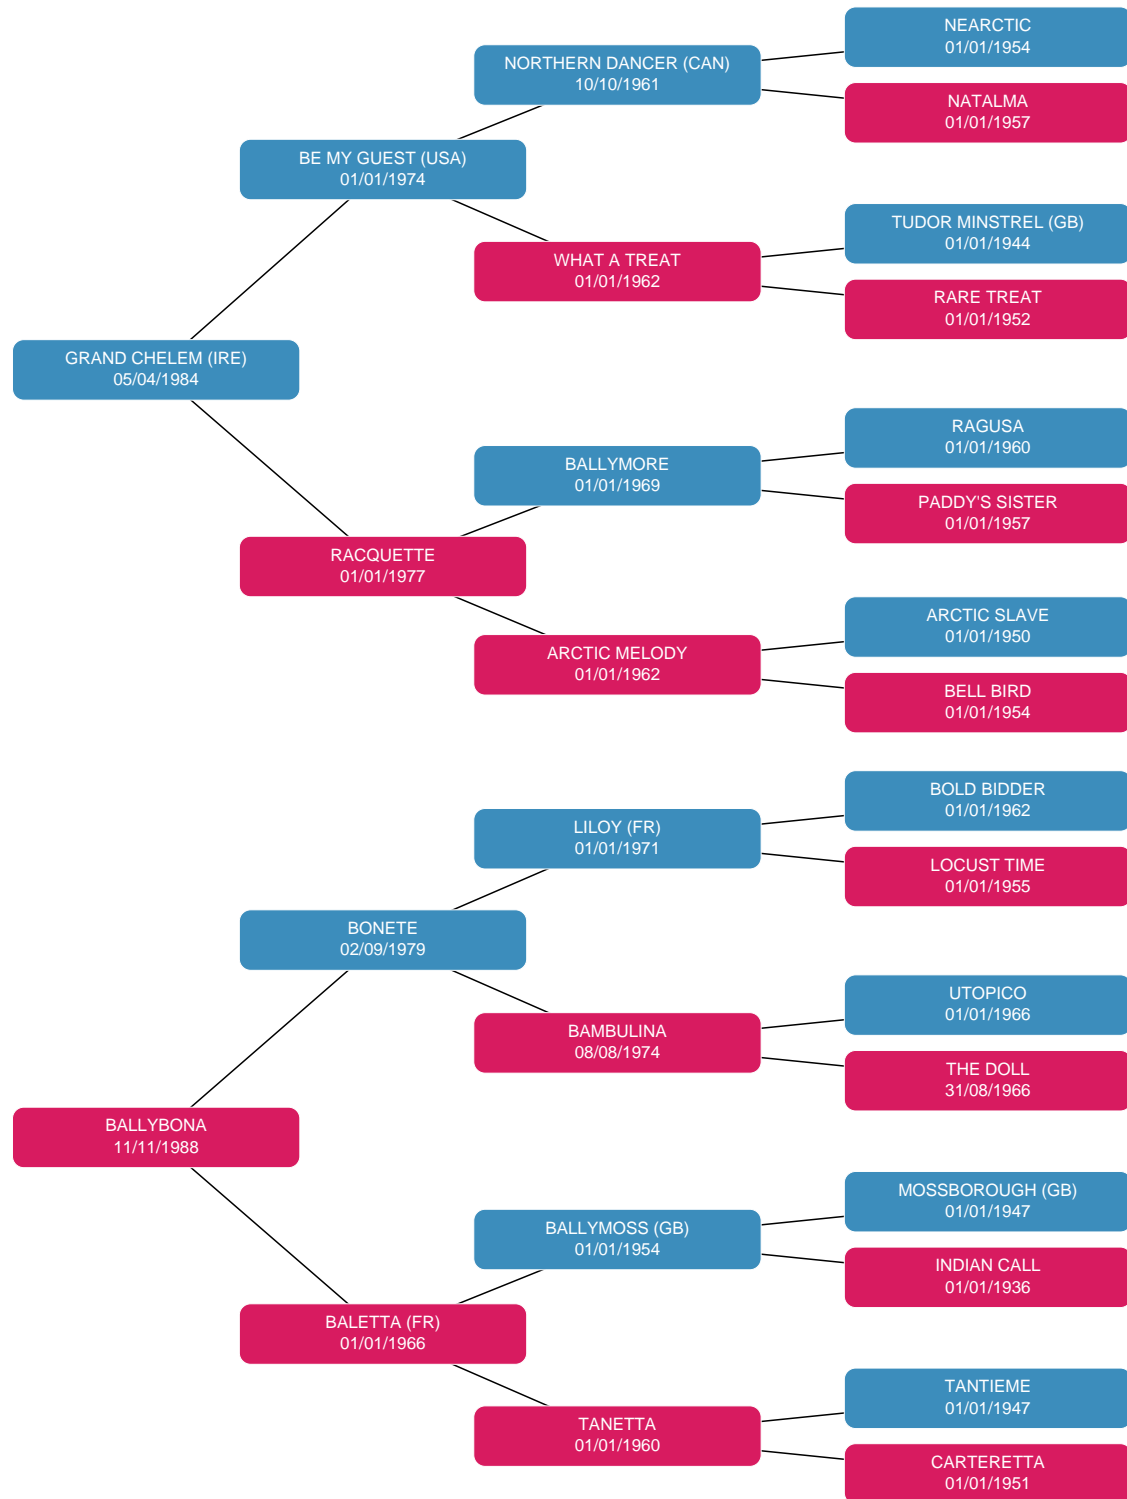 NEARCTIC
01/01/1954
NORTHERN DANCER (CAN)
10/10/1961
NATALMA
01/01/1957
BE MY GUEST (USA)
01/01/1974
TUDOR MINSTREL (GB)
01/01/1944
WHAT A TREAT
01/01/1962
RARE TREAT
01/01/1952
GRAND CHELEM (IRE)
05/04/1984
RAGUSA
01/01/1960
BALLYMORE
01/01/1969
PADDY'S SISTER
01/01/1957
RACQUETTE
01/01/1977
ARCTIC SLAVE
01/01/1950
ARCTIC MELODY
01/01/1962
BELL BIRD
01/01/1954
BOLD BIDDER
01/01/1962
LILOY (FR)
01/01/1971
LOCUST TIME
01/01/1955
BONETE
02/09/1979
UTOPICO
01/01/1966
BAMBULINA
08/08/1974
THE DOLL
31/08/1966
BALLYBONA
11/11/1988
MOSSBOROUGH (GB)
01/01/1947
BALLYMOSS (GB)
01/01/1954
INDIAN CALL
01/01/1936
BALETTA (FR)
01/01/1966
TANTIEME
01/01/1947
TANETTA
01/01/1960
CARTERETTA
01/01/1951